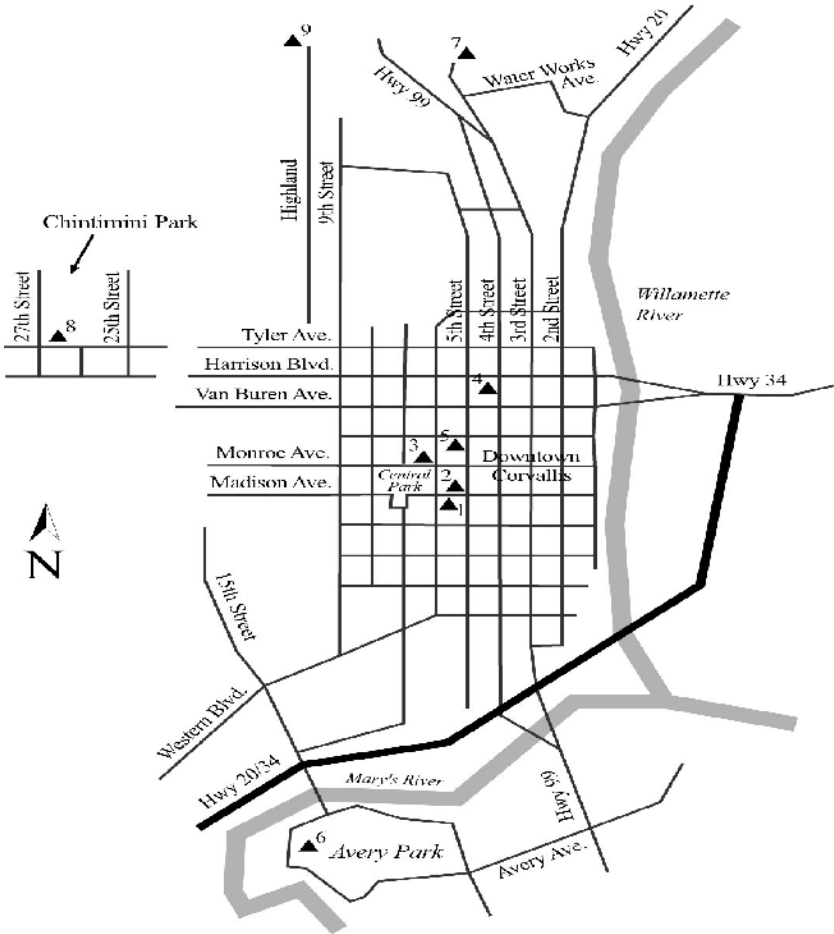 9
7
Hwy 20
Water Works
Ave.
Hwy 99
Highland
9th Street
Chintimini Park
27th Street
8
25th Street
5th Street
4th Street
3rd Street
2nd Street
Willamette
River
Tyler Ave.
Harrison Blvd.
4
Hwy 34
Van Buren Ave.
3
5
Monroe Ave.
Downtown
Corvallis
Central
Park
2
Madison Ave.
1
N
15th Street
Western Blvd.
Hwy 20/34
Mary's River
Hwy 99
6
Avery Park
Avery Ave.